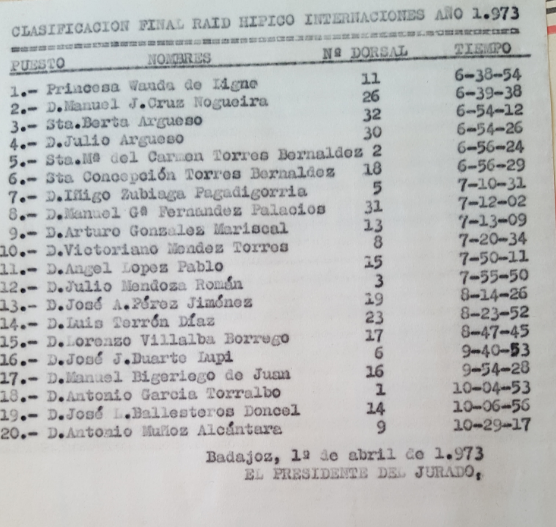 CLASIFICACION FINAL RAID HIPICO INTERNACIONES AÑO 1.973
PUESTO NOMBRES Nº DORSAL TIEMPO
1.- Princesa Wauda de Ligne 11 6-38-54
2.- D.Manuel J.Cruz Nogueira 26 6-39-38
3.- Sta.Berta Argueso 32 6-54-12
4.- D.Julio Argueso 30 6-54-26
5.- Sta.Mª del Carmen Torres Bernaldez 2 6-56-24
6.- Sta Concepción Torres Bernaldez 18 6-56-29
7.- D.Iñigo Zubiaga Pagadigorria 5 7-10-31
8.- D.Manuel Gª Fernandez Palacios 31 7-12-02
9.- D.Arturo Gonzalez Mariscal 13 7-13-09
10.- D.Victoriano Mendez Torres 8 7-20-34
11.- D.Angel Lopez Pablo 15 7-50-11
12.- D.Julio Mendoza Román 3 7-55-50
13.- D.José A.Pérez Jiménez 19 8-14-26
14.- D.Luis Terrón Díaz 23 8-23-52
15.- D.Lorenzo Villalba Borrego 17 8-47-45
16.- D.José J.Duarte Lupi 6 9-40-53
17.- D.Manuel Bigeriego de Juan 16 9-54-28
18.- D.Antonio Garcia Torralbo 1 10-04-53
19.- D.José L.Ballesteros Doncel 14 10-06-56
20.- D.Antonio Muñoz Alcántara 9 10-29-17
Badajoz, 1º de abril de 1.973
EL PRESIDENTE DEL JURADO,